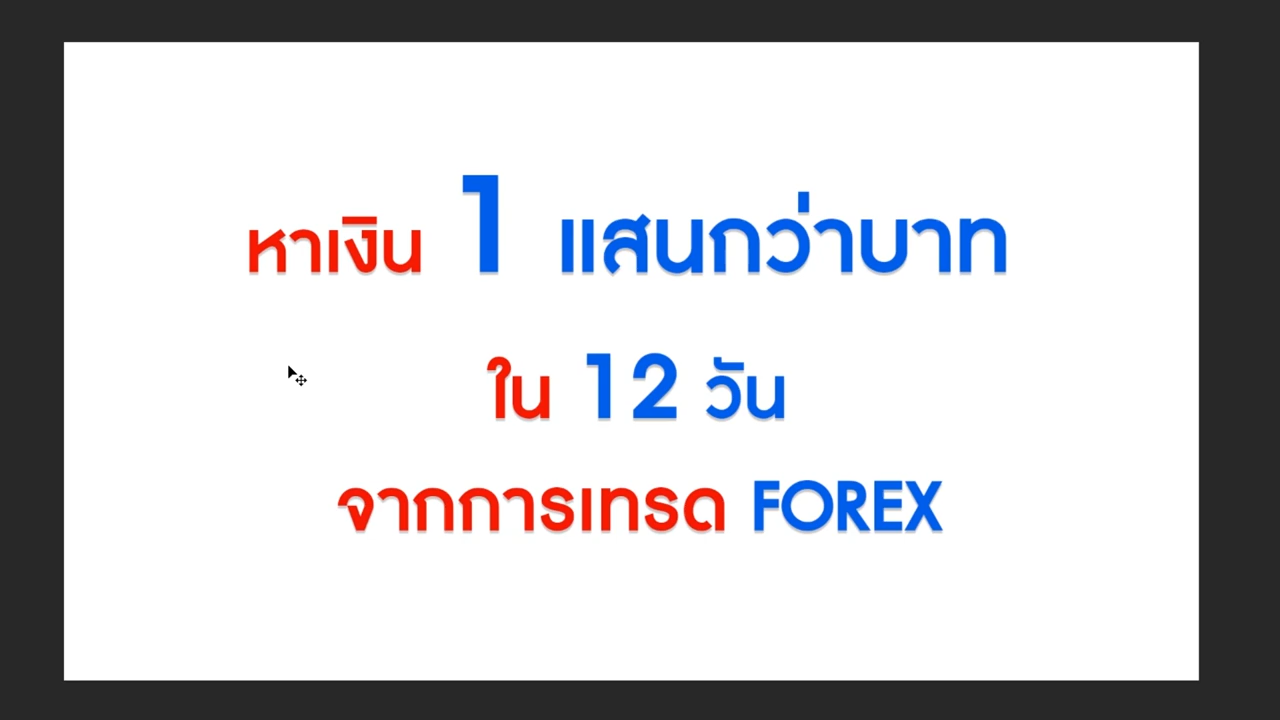 หาเงิน 1 แสนกว่าบาท
ใน 12 วัน
จากการเทรด FOREX